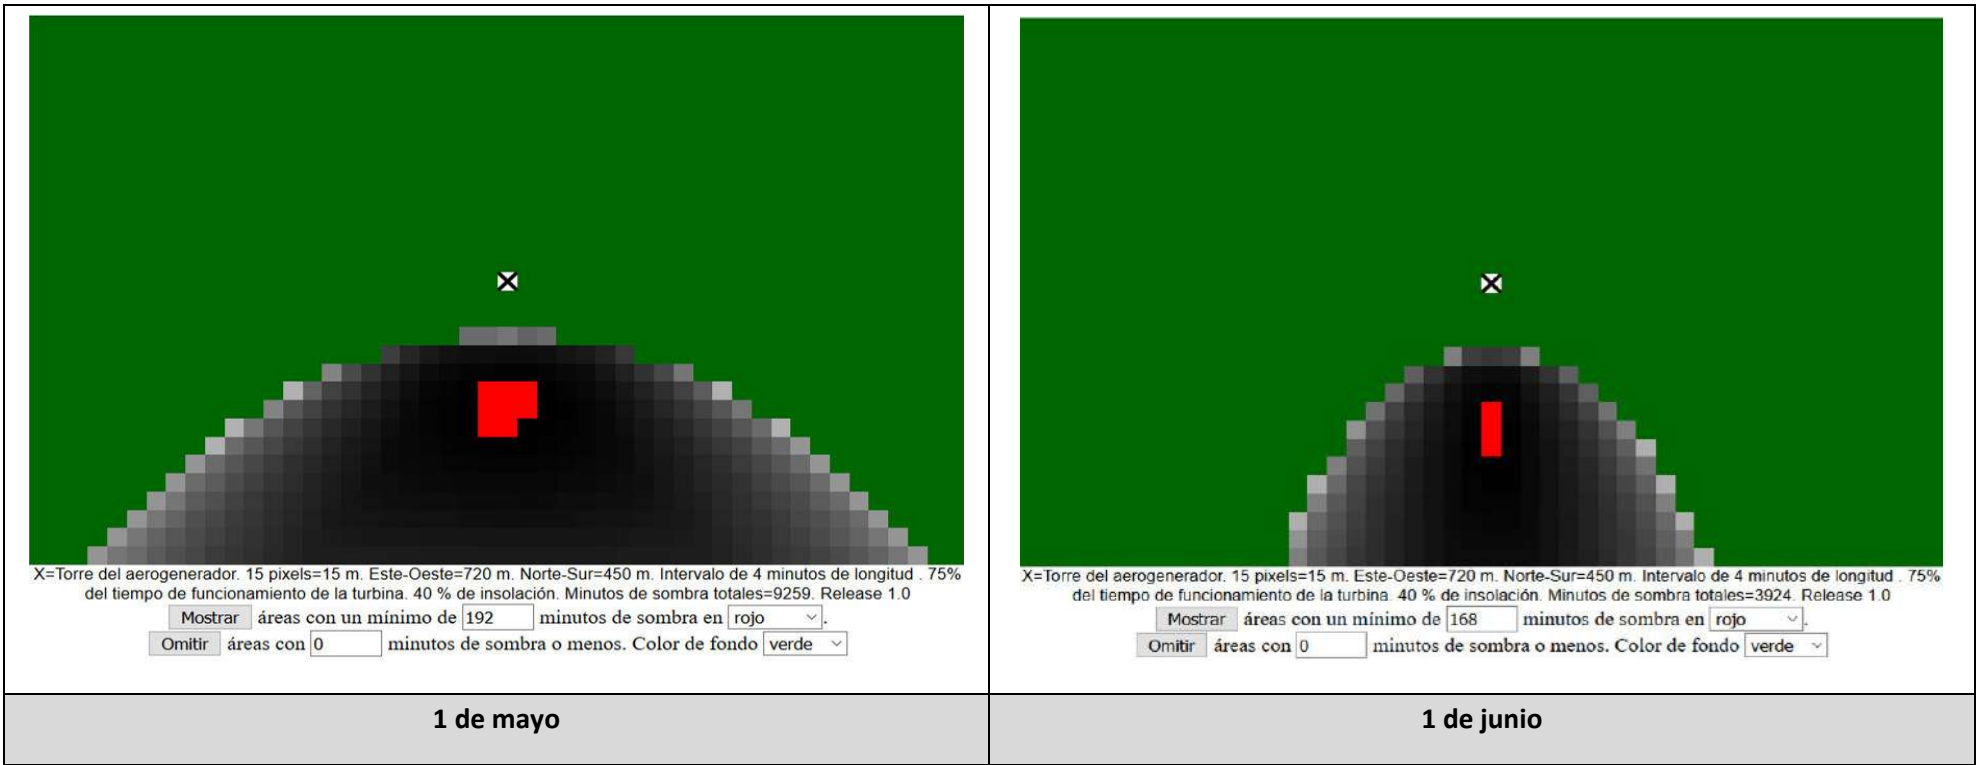 X=Torre del aerogenerador. 15 pixels=15 m. Este-Oeste=720 m. Norte-Sur=450 m. Intervalo de 4 minutos de longitud . 75%
del tiempo de funcionamiento de la turbina. 40 % de insolación. Minutos de sombra totales=9259. Release 1.0
Mostrar áreas con un mínimo de 192 minutos de sombra en rojo .
Omitir áreas con 0 minutos de sombra o menos. Color de fondo verde
X=Torre del aerogenerador. 15 pixels=15 m. Este-Oeste=720 m. Norte-Sur=450 m. Intervalo de 4 minutos de longitud . 75%
del tiempo de funcionamiento de la turbina. 40 % de insolación. Minutos de sombra totales=3924. Release 1.0
Mostrar áreas con un mínimo de 168 minutos de sombra en rojo .
Omitir áreas con 0 minutos de sombra o menos. Color de fondo verde
1 de mayo
1 de junio